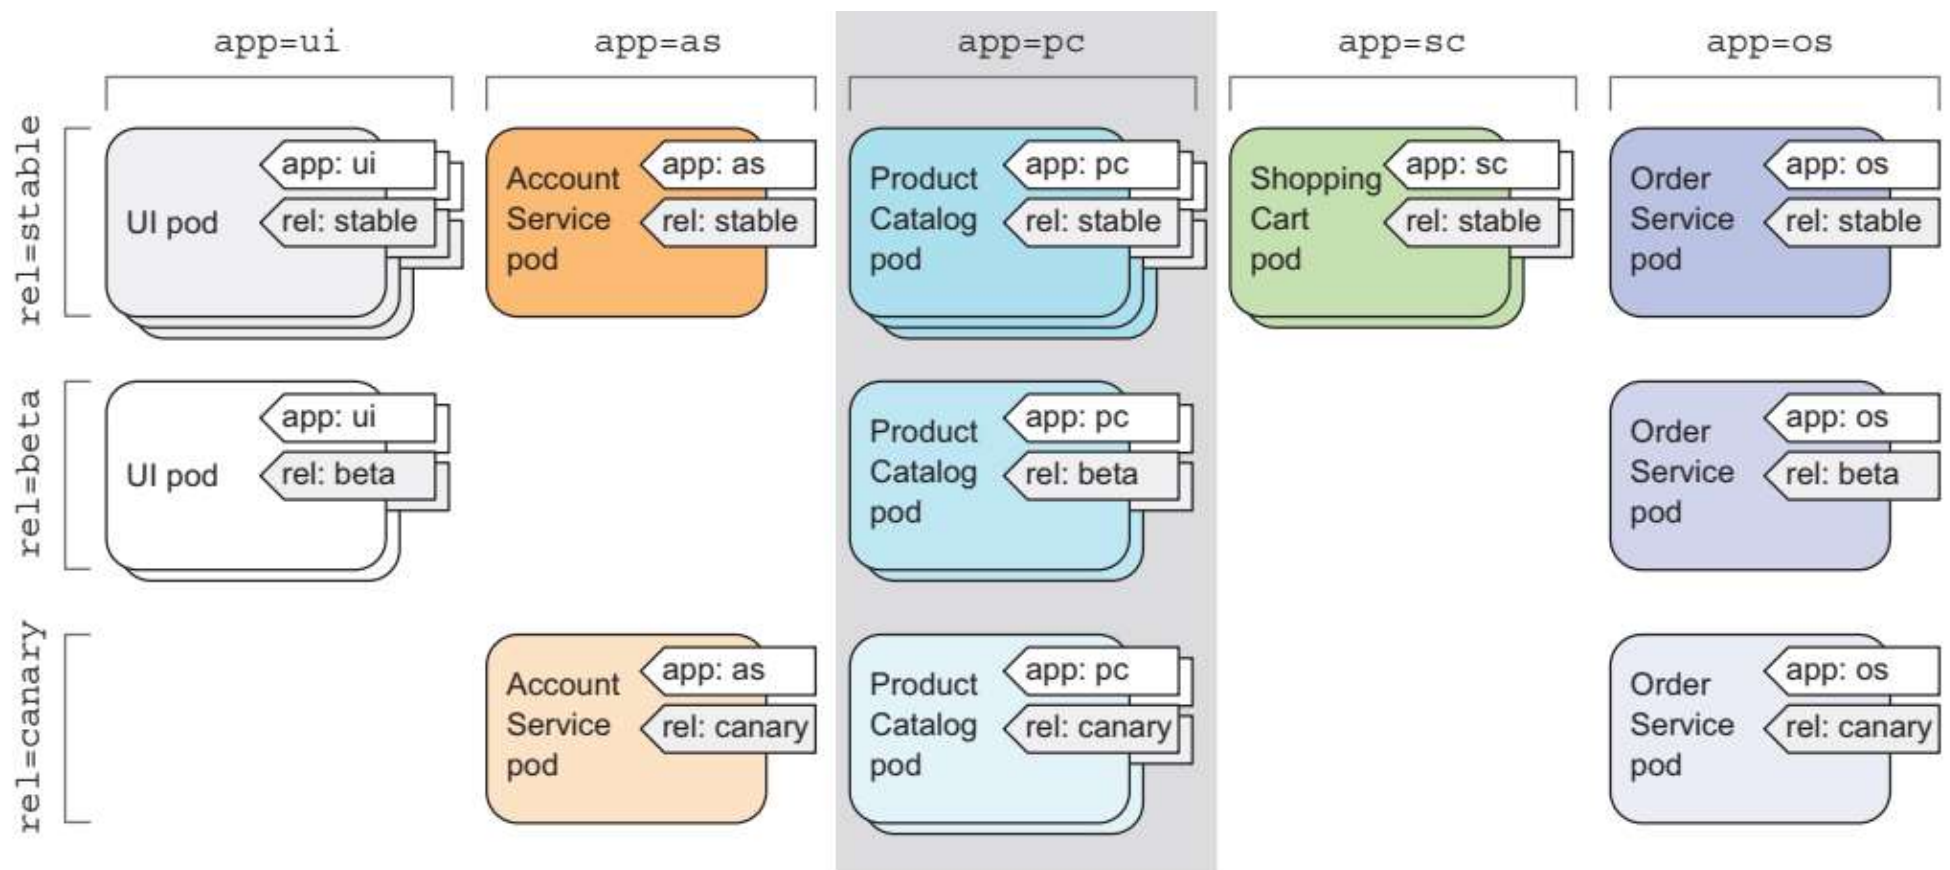 app=ui
app=as
app=pc
app=sc
app=os
rel=stable
UI pod
app: ui
rel: stable
Account
Service
pod
app: as
rel: stable
Product
Catalog
pod
app: pc
rel: stable
Shopping
Cart
pod
app: sc
rel: stable
Order
Service
pod
app: os
rel: stable
rel=beta
UI pod
app: ui
rel: beta
Product
Catalog
pod
app: pc
rel: beta
Order
Service
pod
app: os
rel: beta
rel=canary
Account
Service
pod
app: as
rel: canary
Product
Catalog
pod
app: pc
rel: canary
Order
Service
pod
app: os
rel: canary